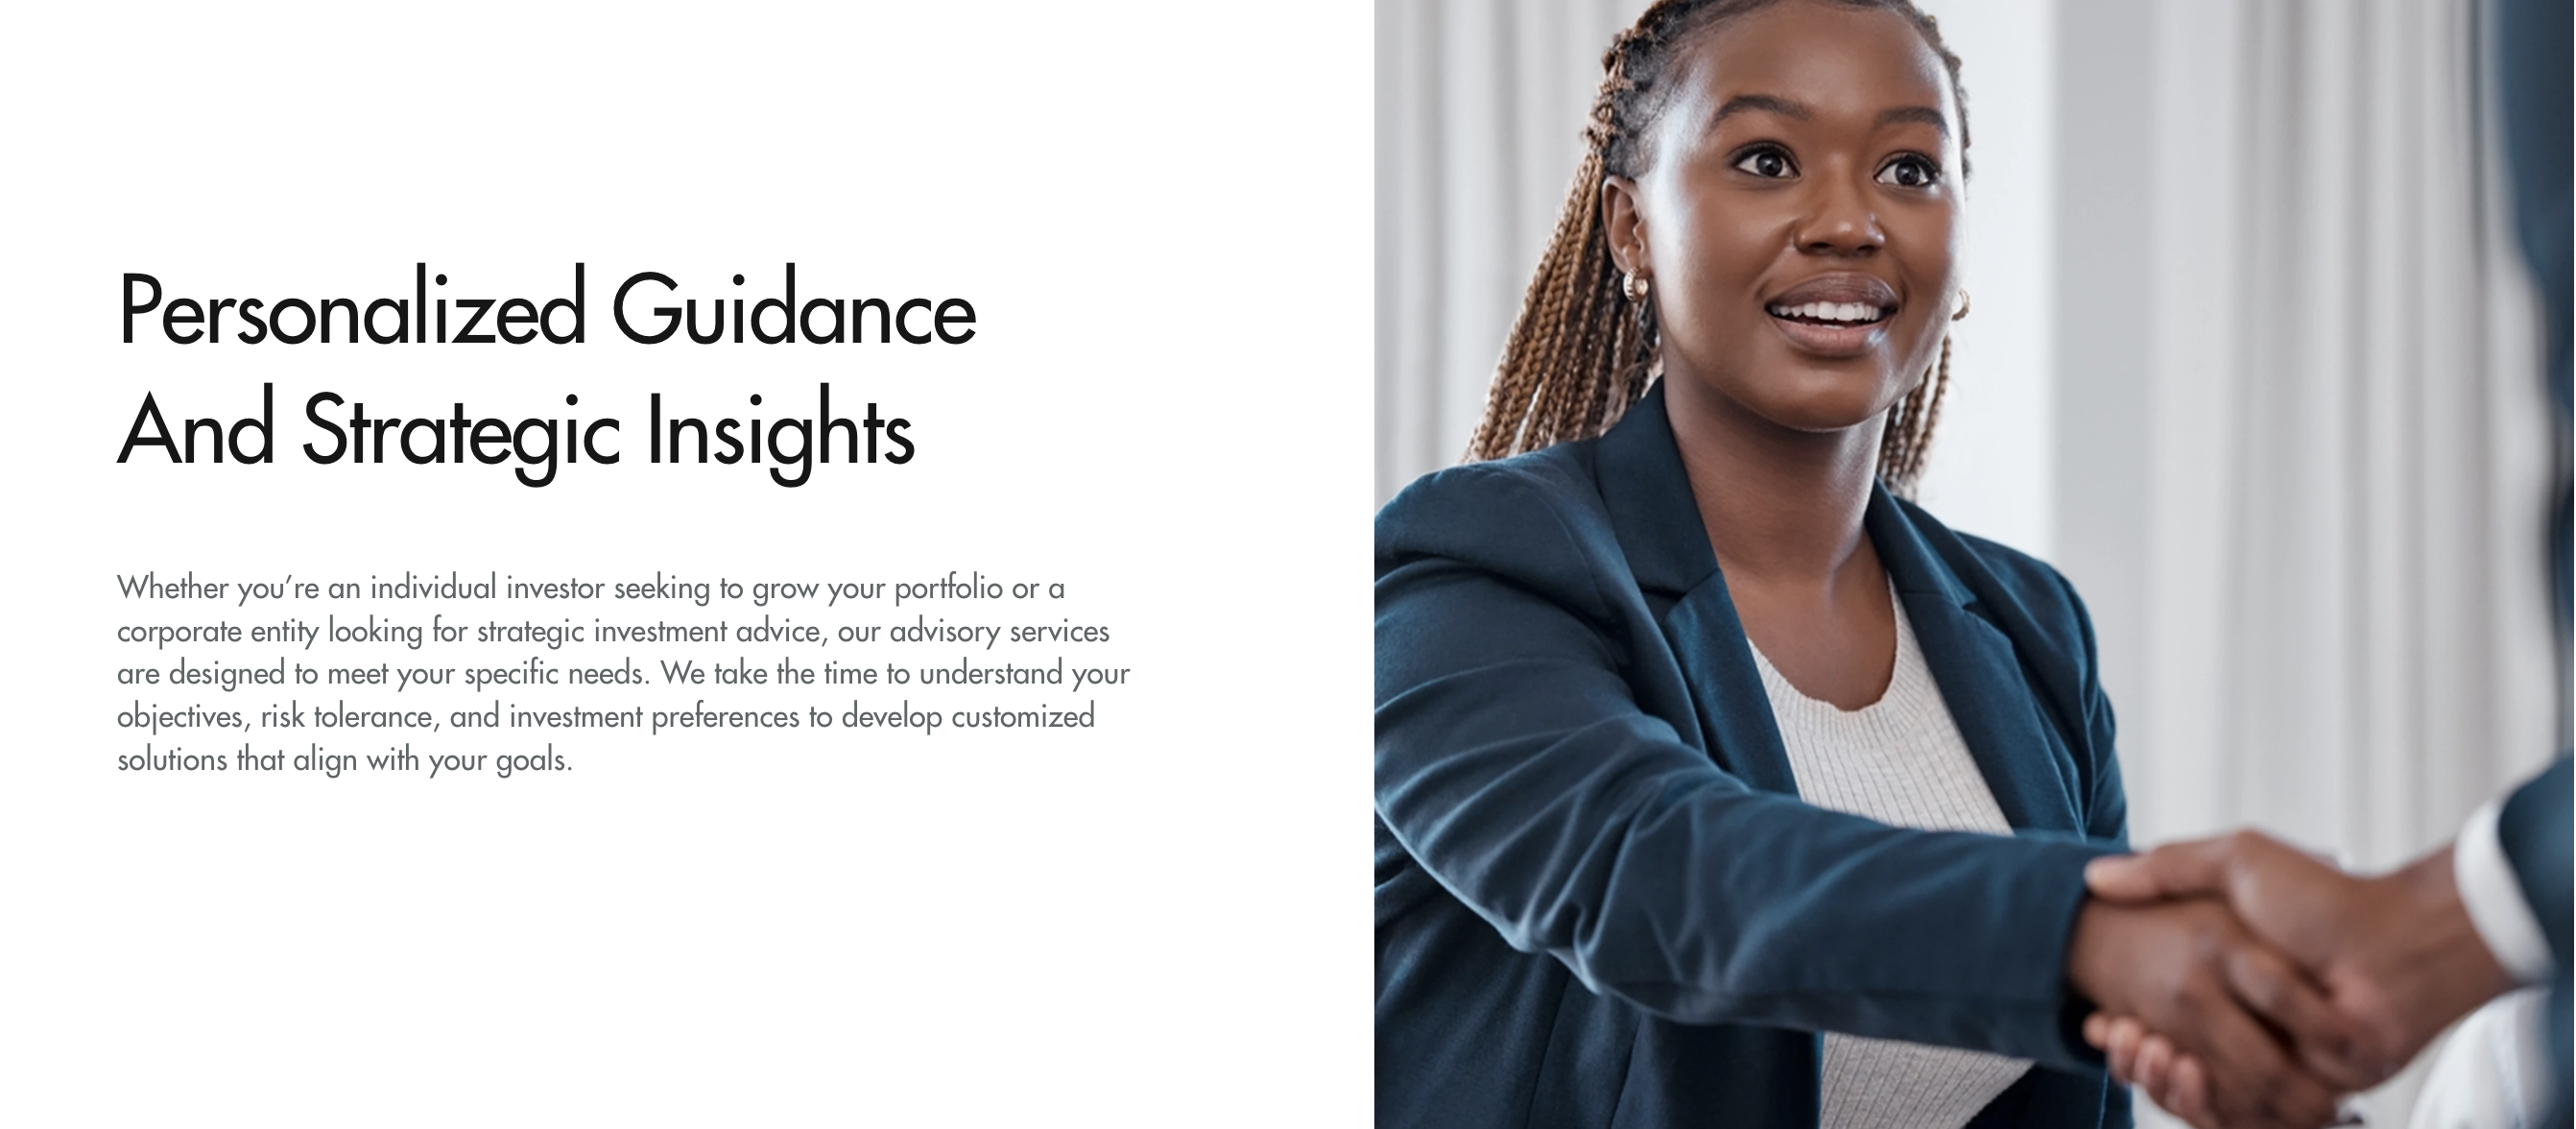 Personalized Guidance
And Strategic Insights
Whether you’re an individual investor seeking to grow your portfolio or a
corporate entity looking for strategic investment advice, our advisory services
are designed to meet your specific needs. We take the time to understand your
objectives, risk tolerance, and investment preferences to develop customized
solutions that align with your goals.